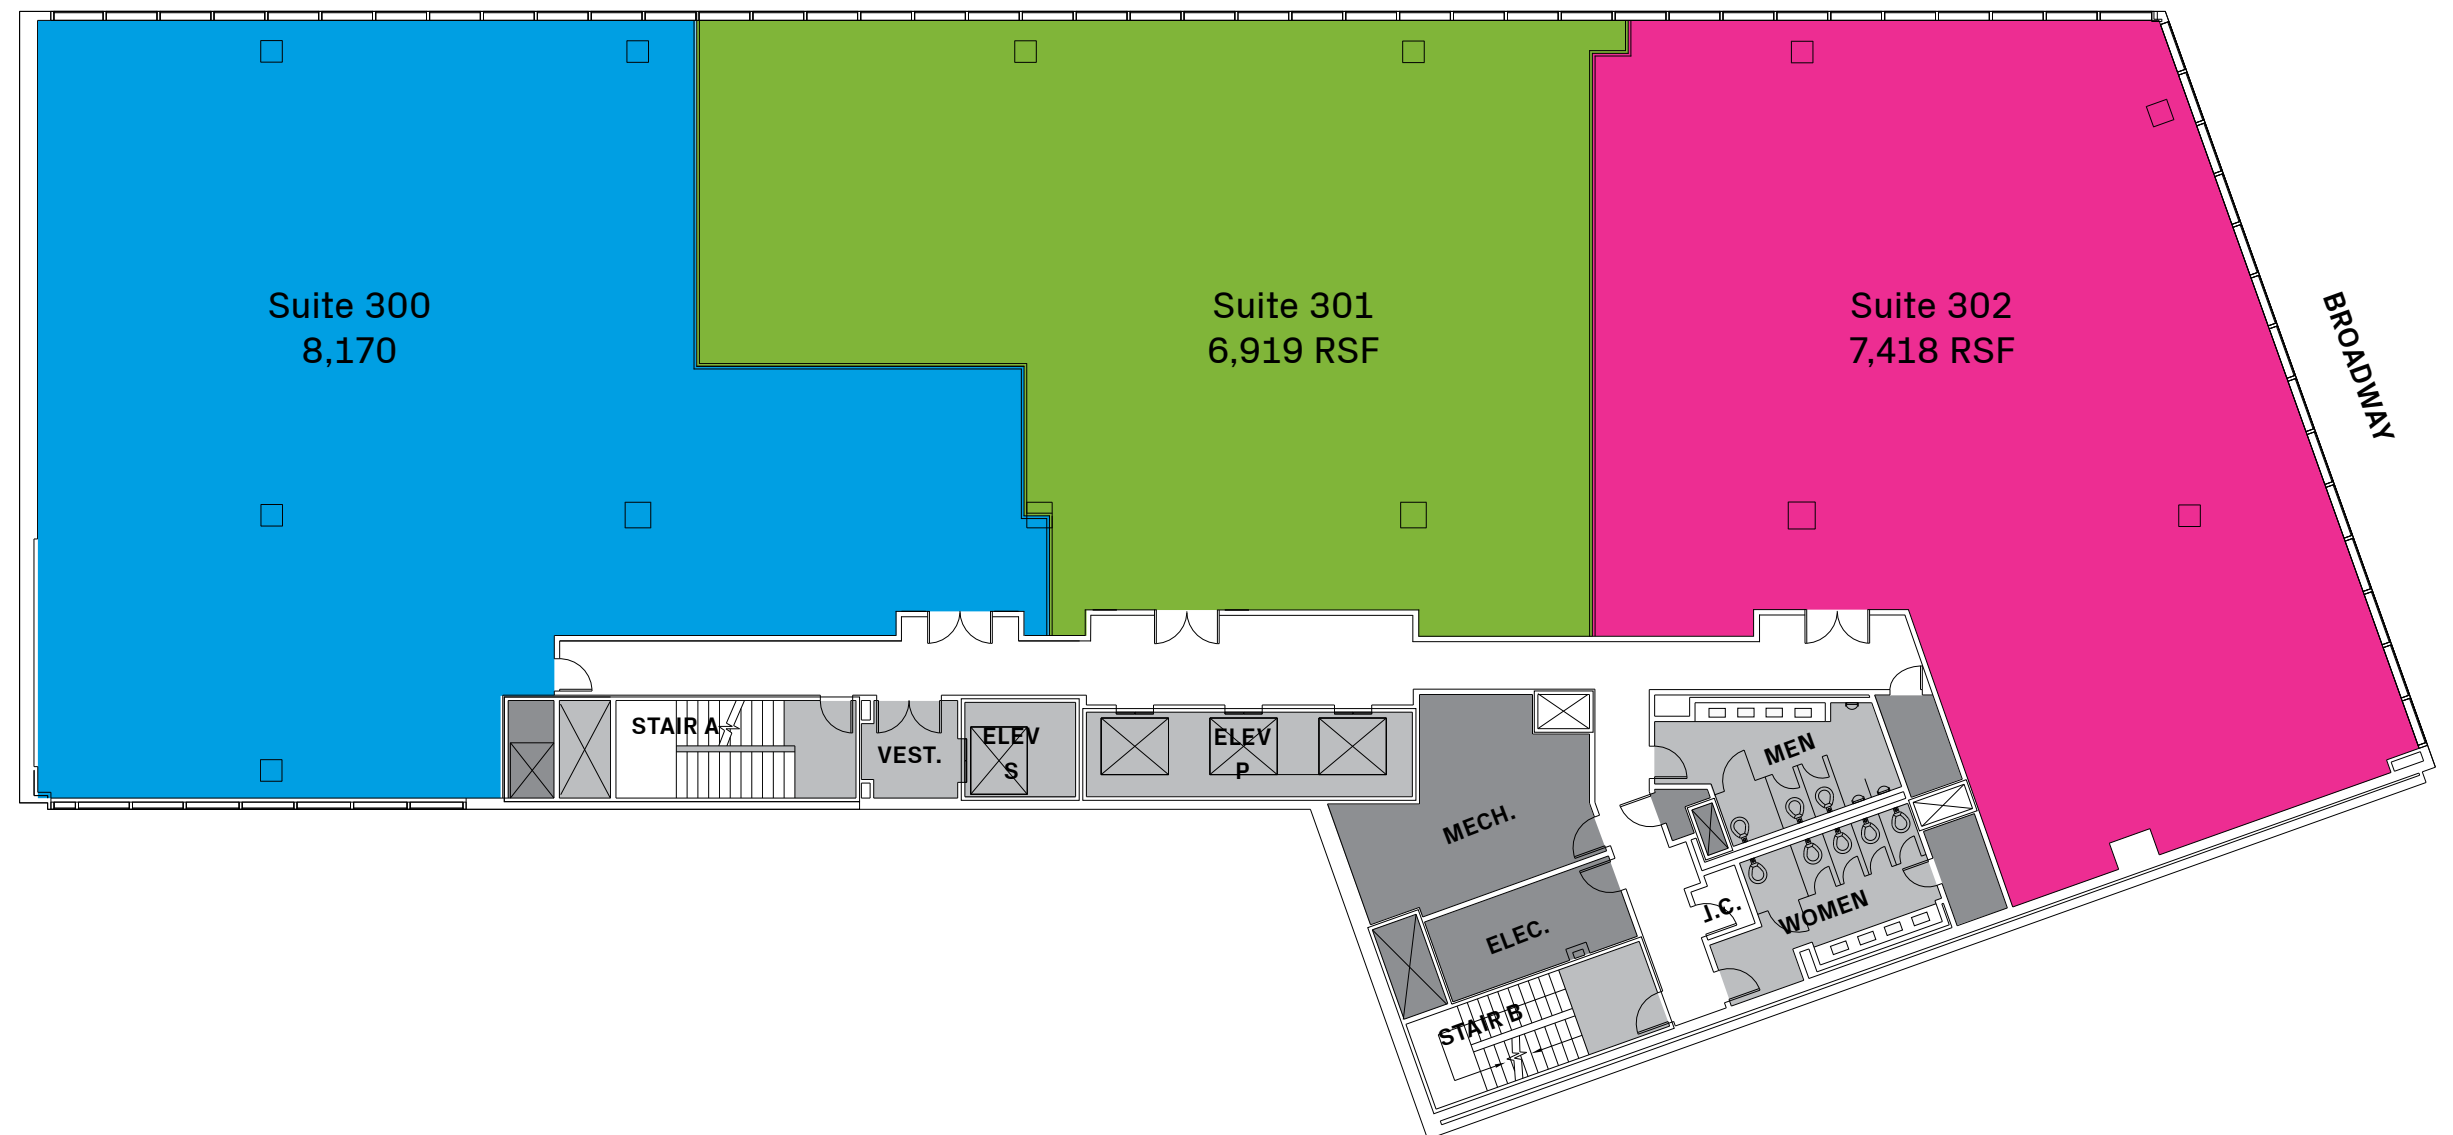 Suite 300
8,170
Suite 301
6,919 RSF
Suite 302
7,418 RSF
BROADWAY
STAIR A
VEST.
ELEV
S
ELEV
P
MECH.
ELEC.
STAIR B
MEN
J.C.
WOMEN